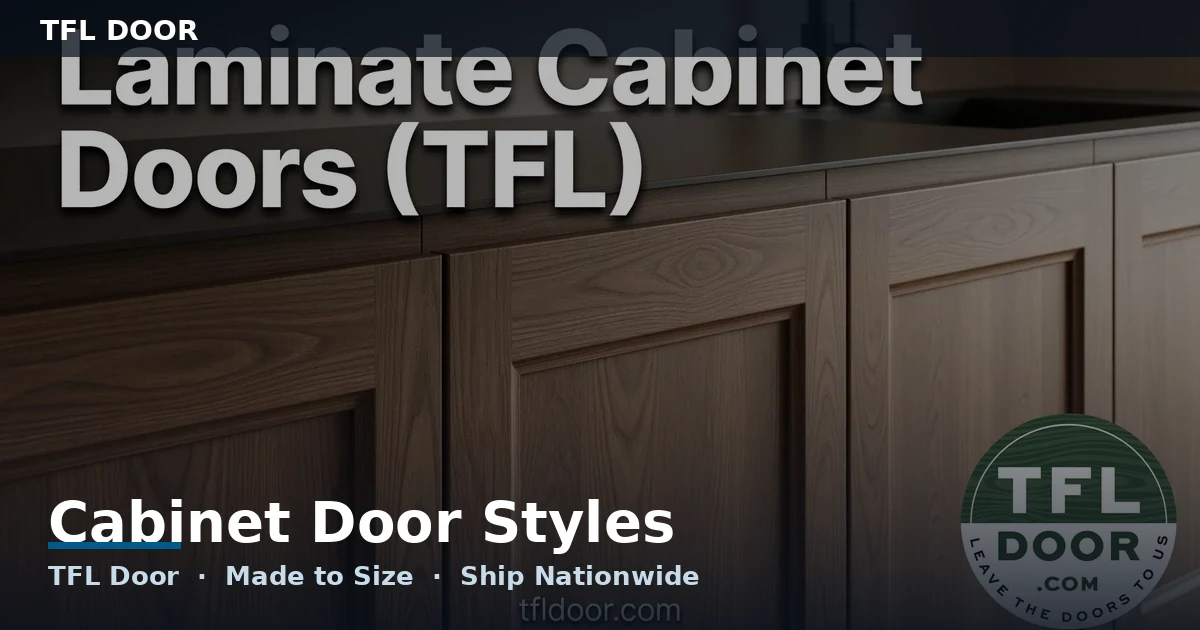 TFL DOOR
Laminate Cabinet
Doors (TFL)
Cabinet Door Styles
TFL Door · Made to Size · Ship Nationwide
tfldoor.com
TFL
DOOR
.COM
LEAVE THE DOORS TO US